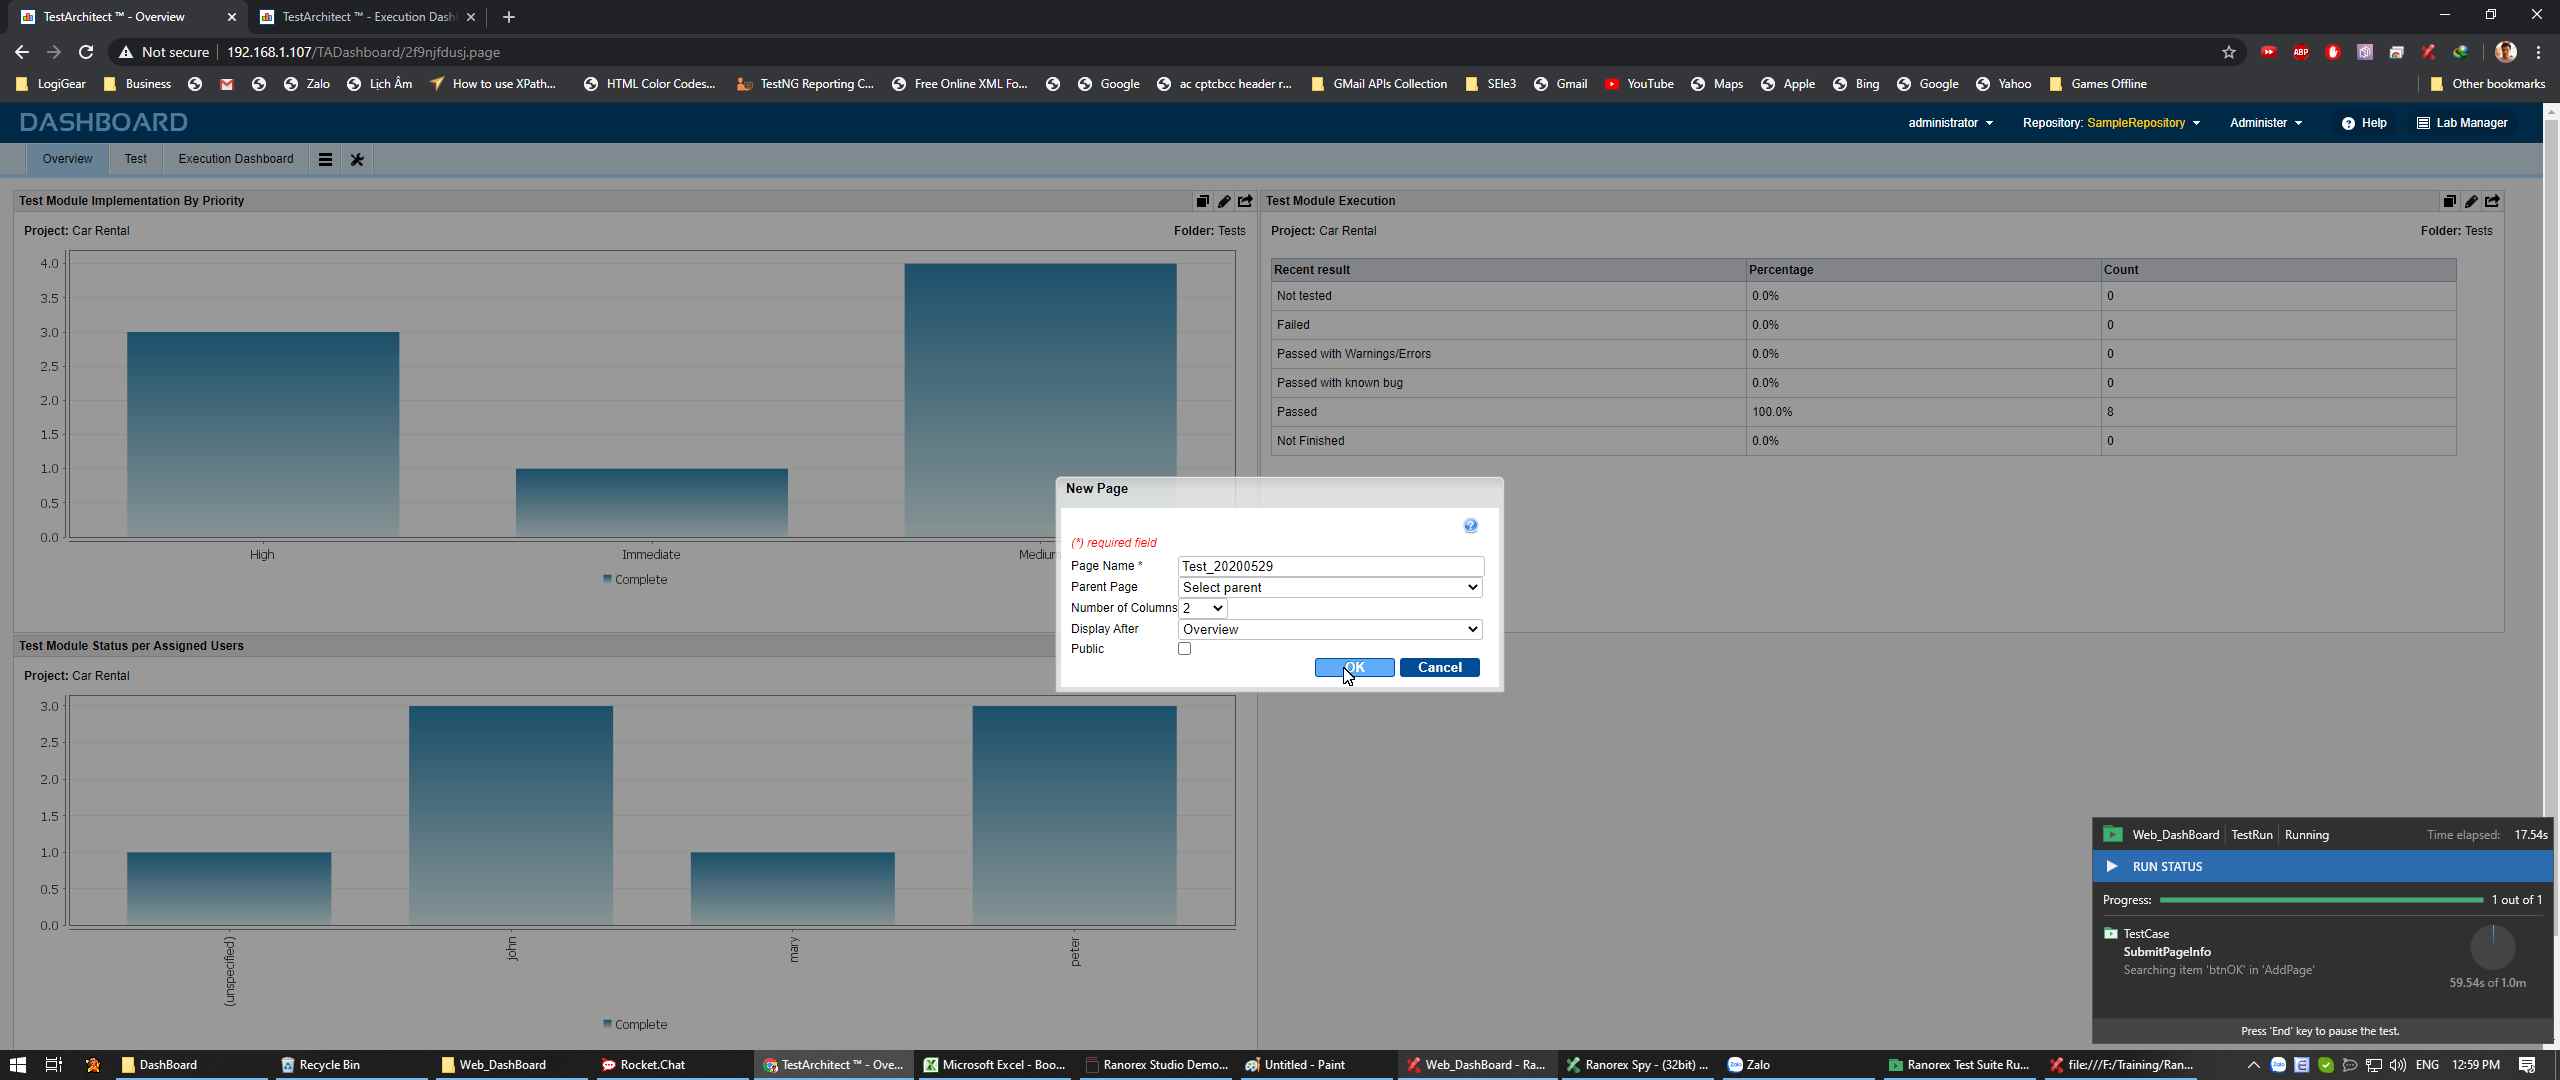 TestArchitect ™ - Overview
TestArchitect ™ - Execution Dash
Not secure
192.168.1.107/TADashboard/2f9njfdusj.page
ABP
LogiGear
Business
Zalo
Lịch Âm
How to use XPath...
HTML Color Codes...
TestNG Reporting C...
Free Online XML Fo...
Google
ac cptcbcc header r...
GMail APIs Collection
SEle3
Gmail
YouTube
Maps
Apple
Bing
Google
Yahoo
Games Offline
Other bookmarks
DASHBOARD
administrator
Repository: SampleRepository
Administer
Help
Lab Manager
Overview
Test
Execution Dashboard
Test Module Implementation By Priority
Project: Car Rental
Folder: Tests
4.0
3.5
3.0
2.5
2.0
1.5
1.0
0.5
0.0
High
Immediate
Complete
Test Module Execution
Project: Car Rental
Folder: Tests
Recent result Percentage Count
Not tested 0.0% 0
Failed 0.0% 0
Passed with Warnings/Errors 0.0% 0
Passed with known bug 0.0% 0
Passed 100.0% 8
Not Finished 0.0% 0
New Page
(*) required field
Page Name * Test_20200529
Parent Page Select parent
Number of Columns 2
Display After Overview
Public
OK
Cancel
Test Module Status per Assigned Users
Project: Car Rental
3.0
2.5
2.0
1.5
1.0
0.5
0.0
(unspecified)
john
mary
peter
Complete
Web_DashBoard TestRun Running Time elapsed: 17.54s
RUN STATUS
Progress: 1 out of 1
TestCase
SubmitPageInfo
Searching item 'btnOK' in 'AddPage'
59.54s of 1.0m
Press 'End' key to pause the test.
DashBoard
Recycle Bin
Web_DashBoard
Rocket.Chat
TestArchitect ™ - Ove...
Microsoft Excel - Boo...
Ranorex Studio Demo...
Untitled - Paint
Web_DashBoard - Ra...
Ranorex Spy - (32bit) ...
Zalo
Ranorex Test Suite Ru...
file:///F:/Training/Ran...
ENG
12:59 PM